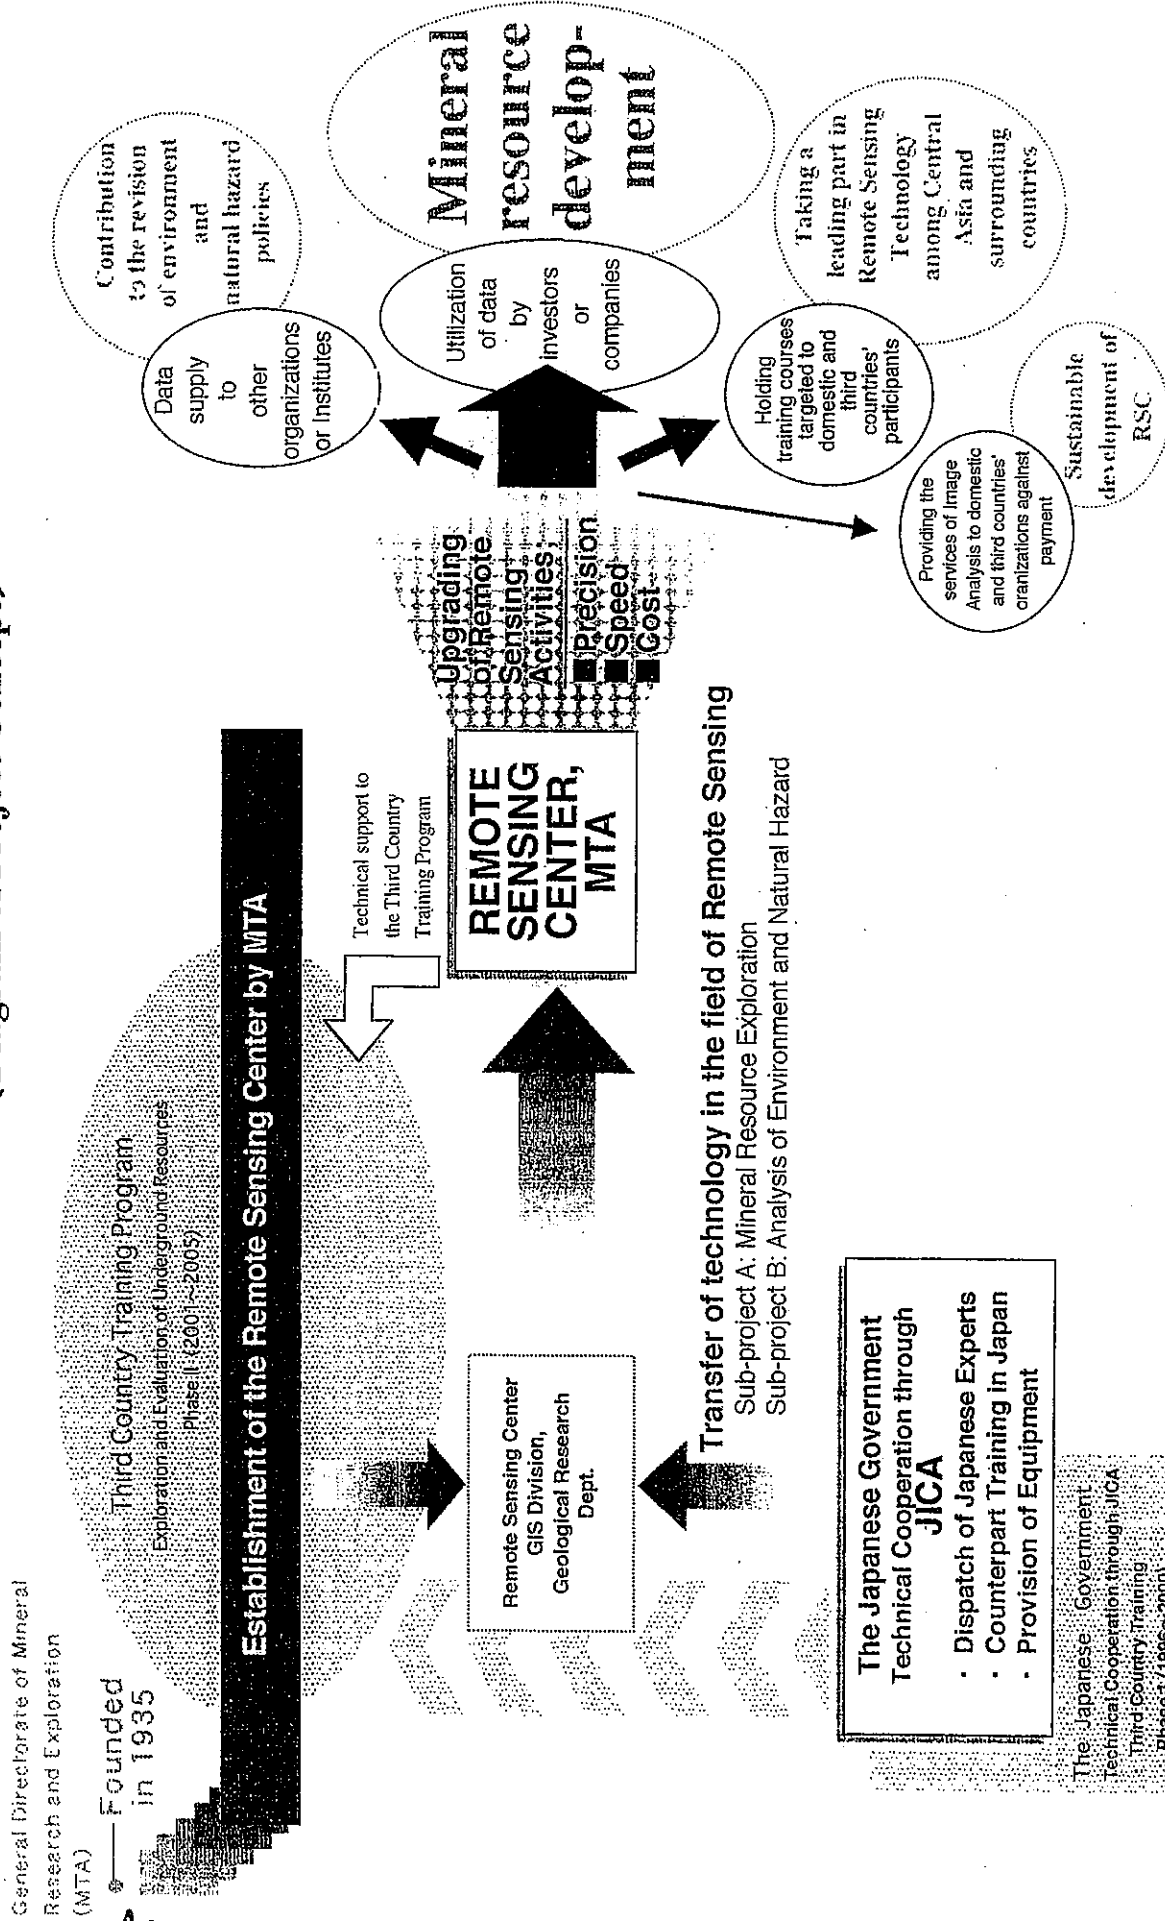 General Directorate of Mineral
Research and Exploration
(MTA)
Founded
in 1935
Third Country Training Program
Exploration and Evaluation of Underground Resources
Phase II (2001~2005)
Establishment of the Remote Sensing Center by MTA
Technical support to
the Third Country
Training Program
Remote Sensing Center
GIS Division,
Geological Research
Dept.
REMOTE
SENSING
CENTER,
MTA
Upgrading
of Remote
Sensing
Activities;
■ Precision
■ Speed
■ Cost
Transfer of technology in the field of Remote Sensing
Sub-project A: Mineral Resource Exploration
Sub-project B: Analysis of Environment and Natural Hazard
The Japanese Government
Technical Cooperation through
JICA
・ Dispatch of Japanese Experts
・ Counterpart Training in Japan
・ Provision of Equipment
The Japanese Government
Technical Cooperation through JICA
Third Country Training
Data
supply
to
other
organizations
or Institutes
Contribution
to the revision
of environment
and
natural hazard
policies
Utilization
of data
by
investors
or
companies
Mineral
resource
develop-
ment
Holding
training courses
targeted to
domestic and
third
countries'
participants
Taking a
leading part in
Remote Sensing
Technology
among Central
Asia and
surrounding
countries
Providing the
services of Image
Analysis to domestic
and third countries'
oranizations against
payment
Sustainable
development of
RSC